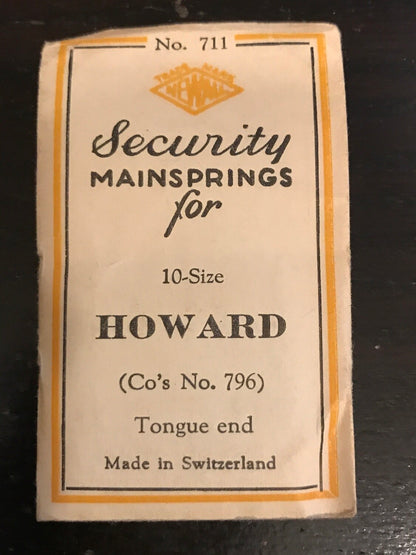 No. 711
TRADE MARK
NEWALL
Security
MAINSPRINGS
for
10-Size
HOWARD
(Co's No. 796)
Tongue end
Made in Switzerland